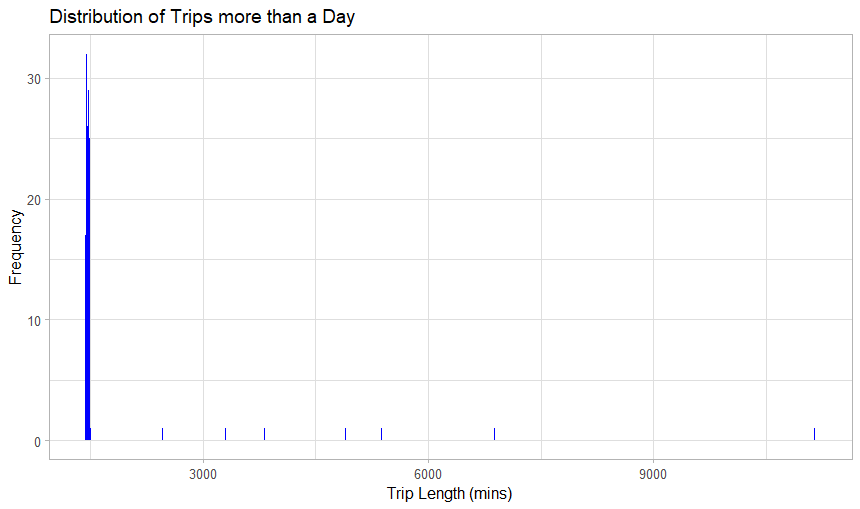 Distribution of Trips more than a Day
Frequency
30
20
10
0
3000
6000
9000
Trip Length (mins)